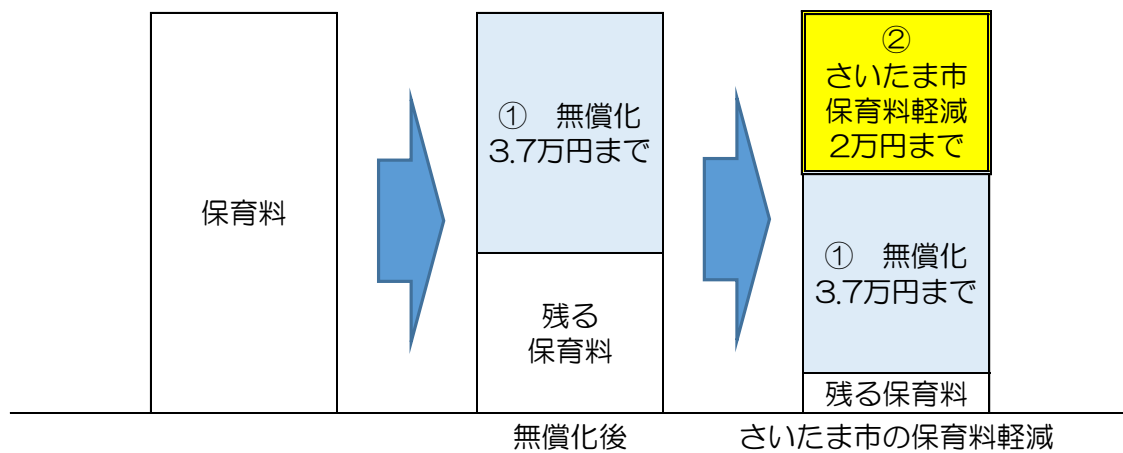 保育料
① 無償化
3.7万円まで
残る
保育料
無償化後
②
さいたま市
保育料軽減
2万円まで
① 無償化
3.7万円まで
残る保育料
さいたま市の保育料軽減